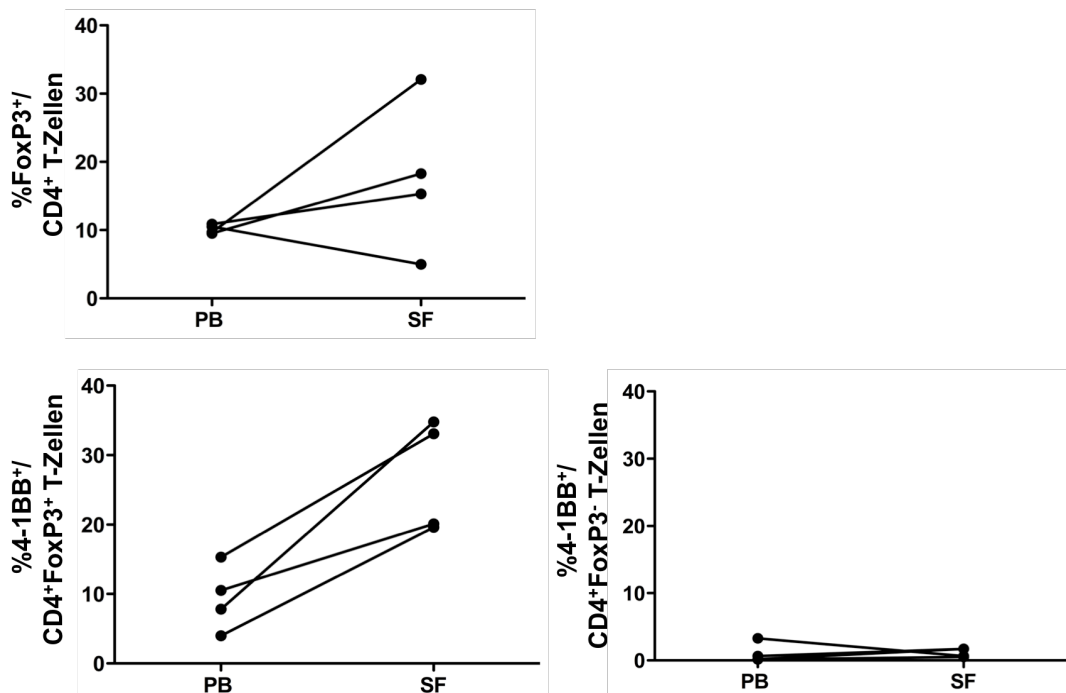 %FoxP3⁺/
CD4⁺ T-Zellen
40
30
20
10
0
PB SF
%4-1BB⁺/
CD4⁺FoxP3⁺ T-Zellen
40
30
20
10
0
PB SF
%4-1BB⁺/
CD4⁺FoxP3⁻ T-Zellen
40
30
20
10
0
PB SF